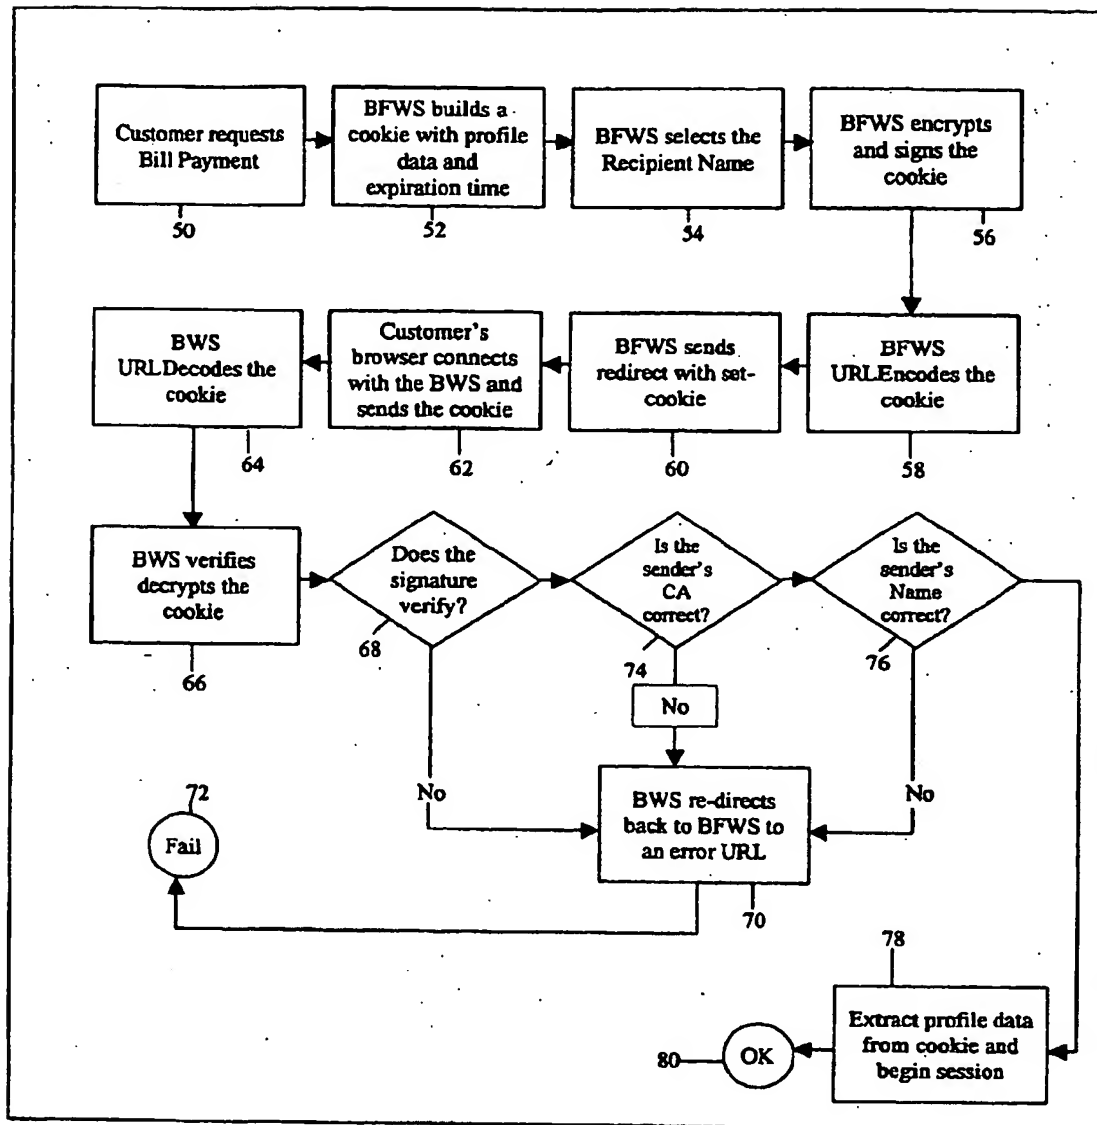 Customer requests
Bill Payment
50
BFWS builds
a cookie with profile
data and
expiration time
52
BFWS selects the
Recipient Name
54
BFWS encrypts
and signs the
cookie
56
BWS
URLDecodes the
cookie
64
Customer's
browser connects
with the BWS and
sends the cookie
62
BFWS sends
redirect with set-
cookie
60
BFWS
URLEncodes the
cookie
58
BWS verifies
decrypts the
cookie
66
Does the
signature
verify?
68
Is the
sender's
CA
correct?
74
Is the
sender's
Name
correct?
76
No
No
No
72
Fail
BWS re-directs
back to BFWS to
an error URL
70
78
Extract profile data
from cookie and
begin session
80
OK